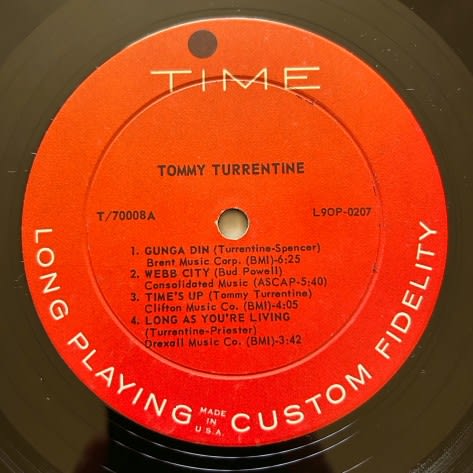 TIME
TOMMY TURRENTINE
T/70008A
L9OP-0207
1. GUNGA DIN (Turrentine-Spencer)
Brent Music Corp. (BMI)-6:25
2. WEBB CITY (Bud Powell)
Consolidated Music (ASCAP-5:40)
3. TIME'S UP (Tommy Turrentine)
Clifton Music Co. (BMI)-4:05
4. LONG AS YOU'RE LIVING
(Turrentine-Priester)
Drexall Music Co. (BMI)-3:42
LONG PLAYING CUSTOM FIDELITY
MADE
IN
U.S.A.